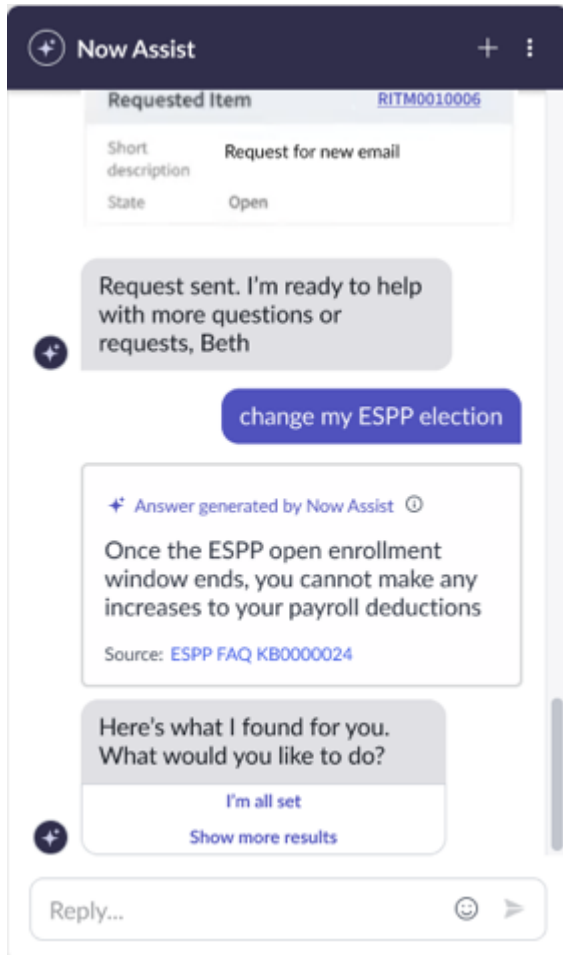 Now Assist
Requested Item RITM0010006
Short description Request for new email
State Open
Request sent. I'm ready to help
with more questions or
requests, Beth
change my ESPP election
Answer generated by Now Assist
Once the ESPP open enrollment
window ends, you cannot make any
increases to your payroll deductions
Source: ESPP FAQ KB0000024
Here's what I found for you.
What would you like to do?
I'm all set
Show more results
Reply...